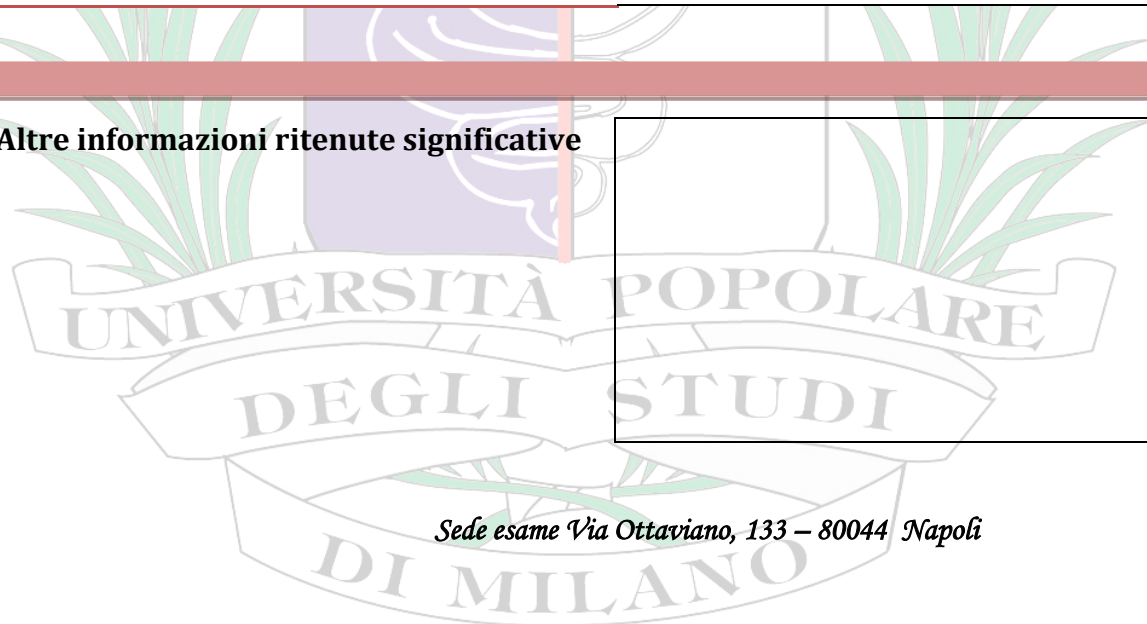 Altre informazioni ritenute significative
UNIVERSITÀ POPOLARE
DEGLI STUDI
Sede esame Via Ottaviano, 133 – 80044 Napoli
DI MILANO